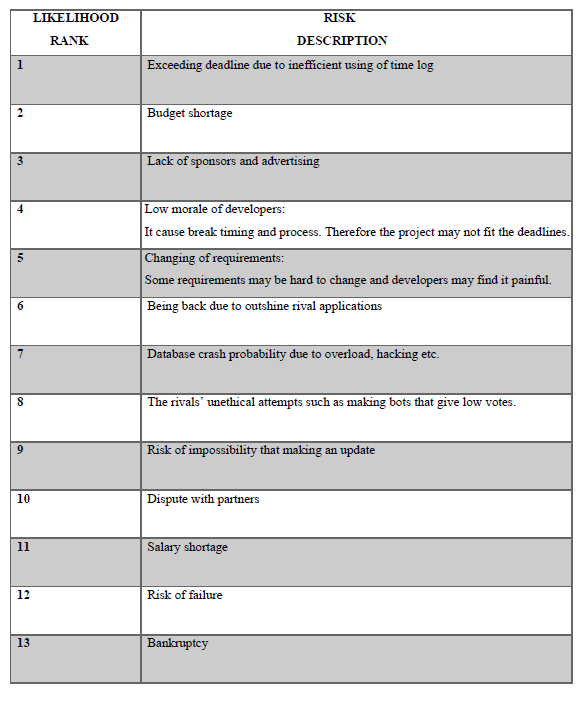 LIKELIHOOD RANK
RISK DESCRIPTION
1 Exceeding deadline due to inefficient using of time log
2 Budget shortage
3 Lack of sponsors and advertising
4 Low morale of developers:
It cause break timing and process. Therefore the project may not fit the deadlines.
5 Changing of requirements:
Some requirements may be hard to change and developers may find it painful.
6 Being back due to outshine rival applications
7 Database crash probability due to overload, hacking etc.
8 The rivals’ unethical attempts such as making bots that give low votes.
9 Risk of impossibility that making an update
10 Dispute with partners
11 Salary shortage
12 Risk of failure
13 Bankruptcy